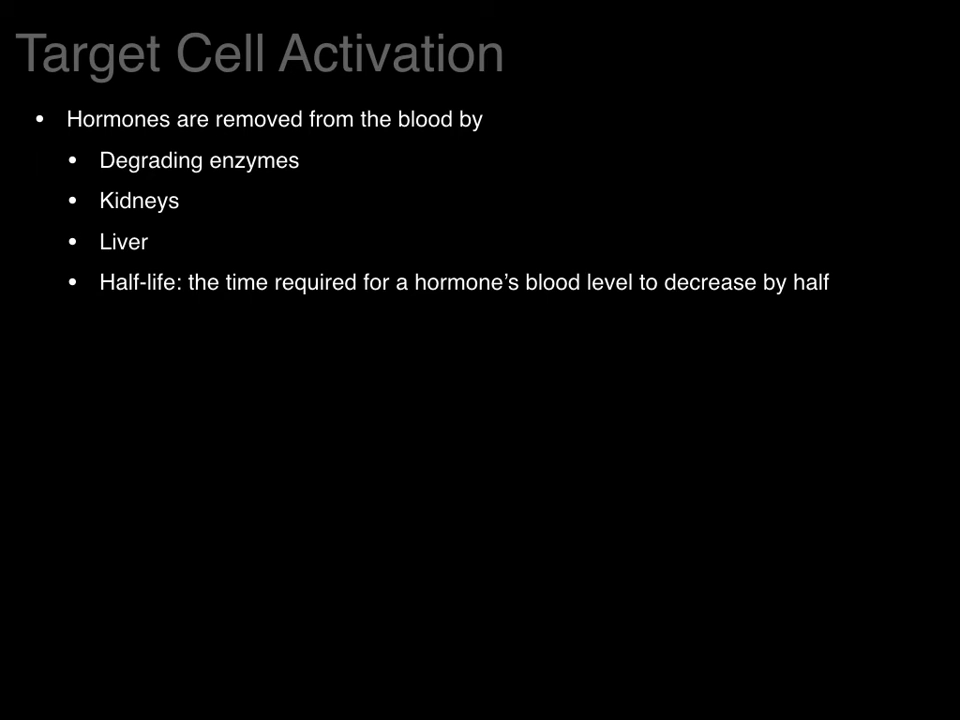 Target Cell Activation
• Hormones are removed from the blood by
• Degrading enzymes
• Kidneys
• Liver
• Half-life: the time required for a hormone’s blood level to decrease by half